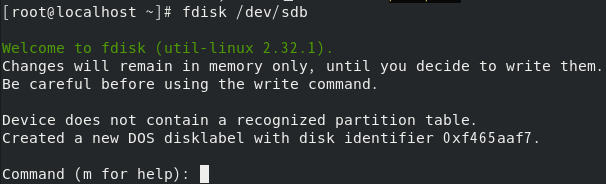 [root@localhost ~]# fdisk /dev/sdb
Welcome to fdisk (util-linux 2.32.1).
Changes will remain in memory only, until you decide to write them.
Be careful before using the write command.
Device does not contain a recognized partition table.
Created a new DOS disklabel with disk identifier 0xf465aaf7.
Command (m for help):